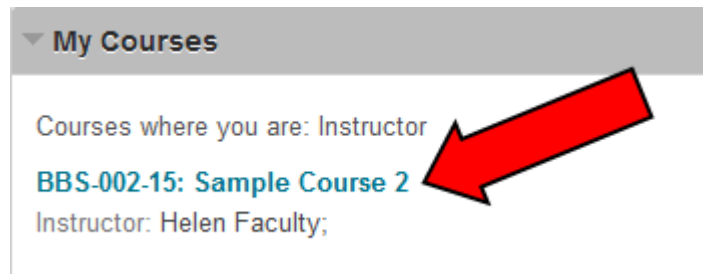 My Courses
Courses where you are: Instructor
BBS-002-15: Sample Course 2
Instructor: Helen Faculty;